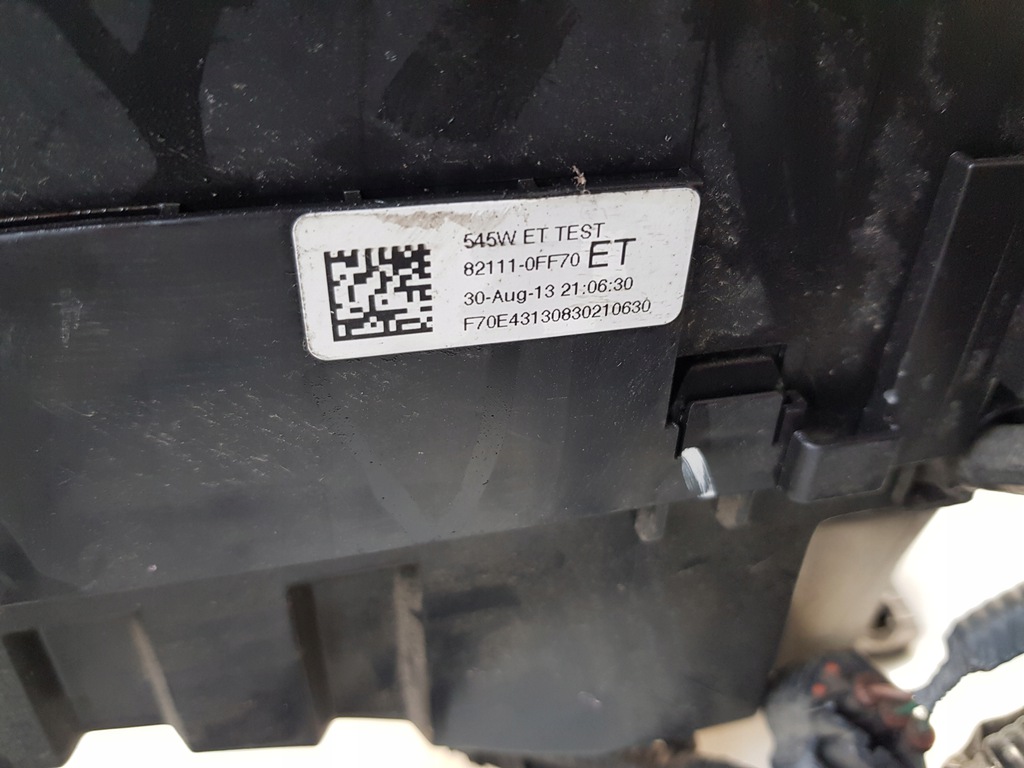 545W ET TEST
82111-0FF70 ET
30-Aug-13 21:06:30
F70E43130830210630